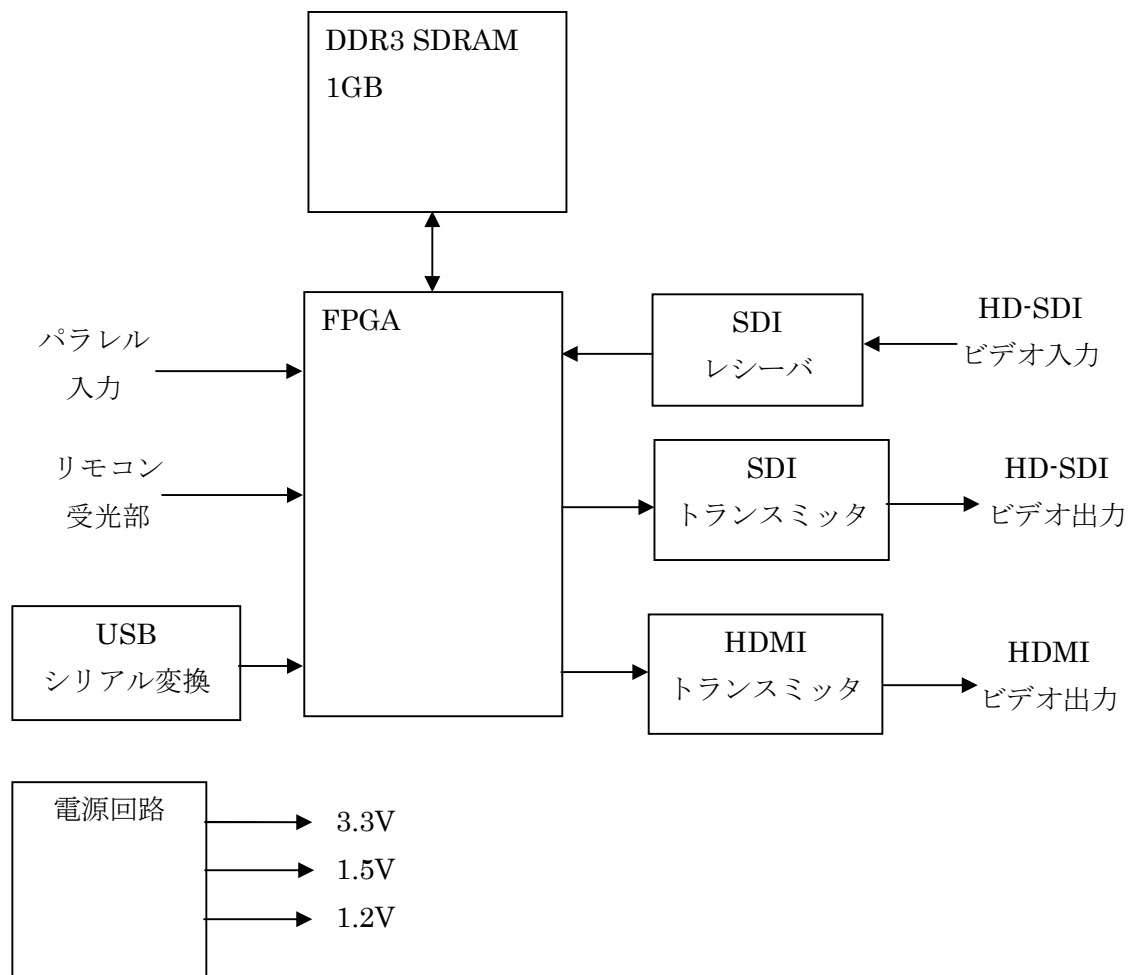 DDR3 SDRAM
1GB
FPGA
パラレル
入力
リモコン
受光部
USB
シリアル変換
SDI
レシーバ
HD-SDI
ビデオ入力
SDI
トランスミッタ
HD-SDI
ビデオ出力
HDMI
トランスミッタ
HDMI
ビデオ出力
電源回路
3.3V
1.5V
1.2V